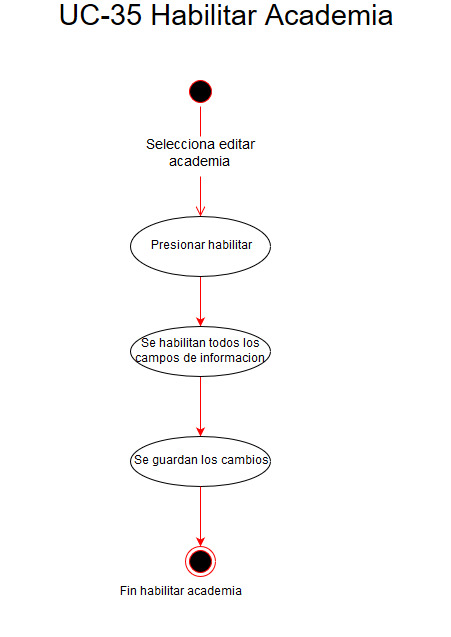 UC-35 Habilitar Academia
Selecciona editar
academia
Presionar habilitar
Se habilitan todos los
campos de informacion
Se guardan los cambios
Fin habilitar academia